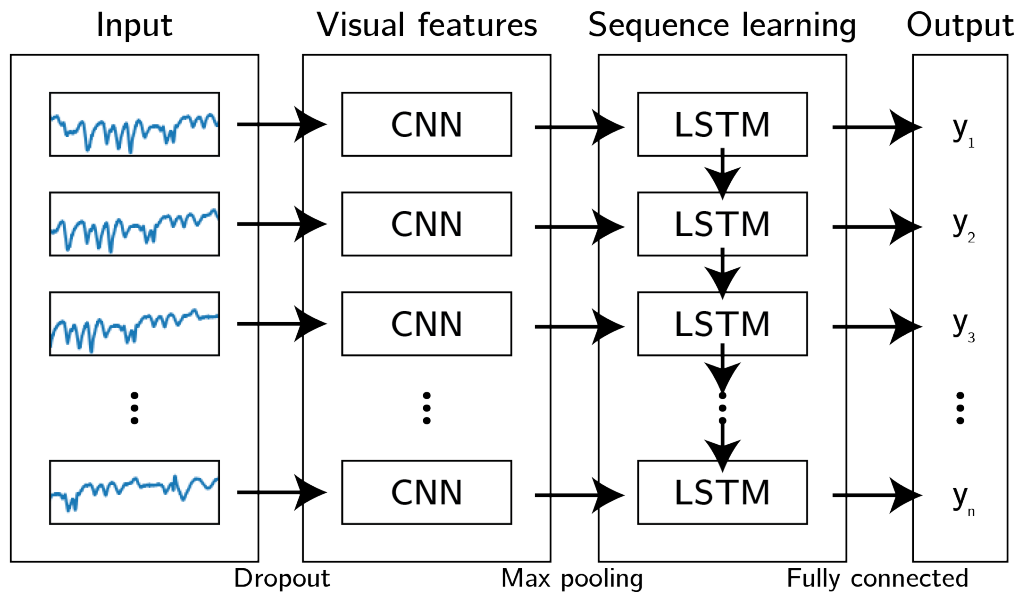 Input Visual features Sequence learning Output
CNN LSTM y₁
CNN LSTM y₂
CNN LSTM y₃
CNN LSTM yₙ
Dropout Max pooling Fully connected